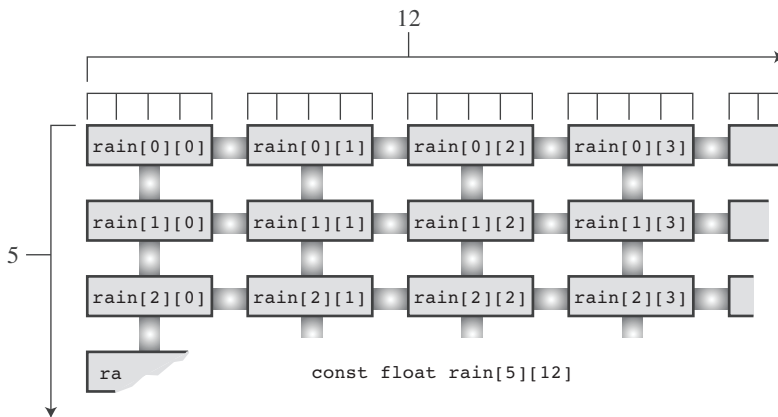 12
rain[0][0] rain[0][1] rain[0][2] rain[0][3]
rain[1][0] rain[1][1] rain[1][2] rain[1][3]
5
rain[2][0] rain[2][1] rain[2][2] rain[2][3]
ra
const float rain[5][12]